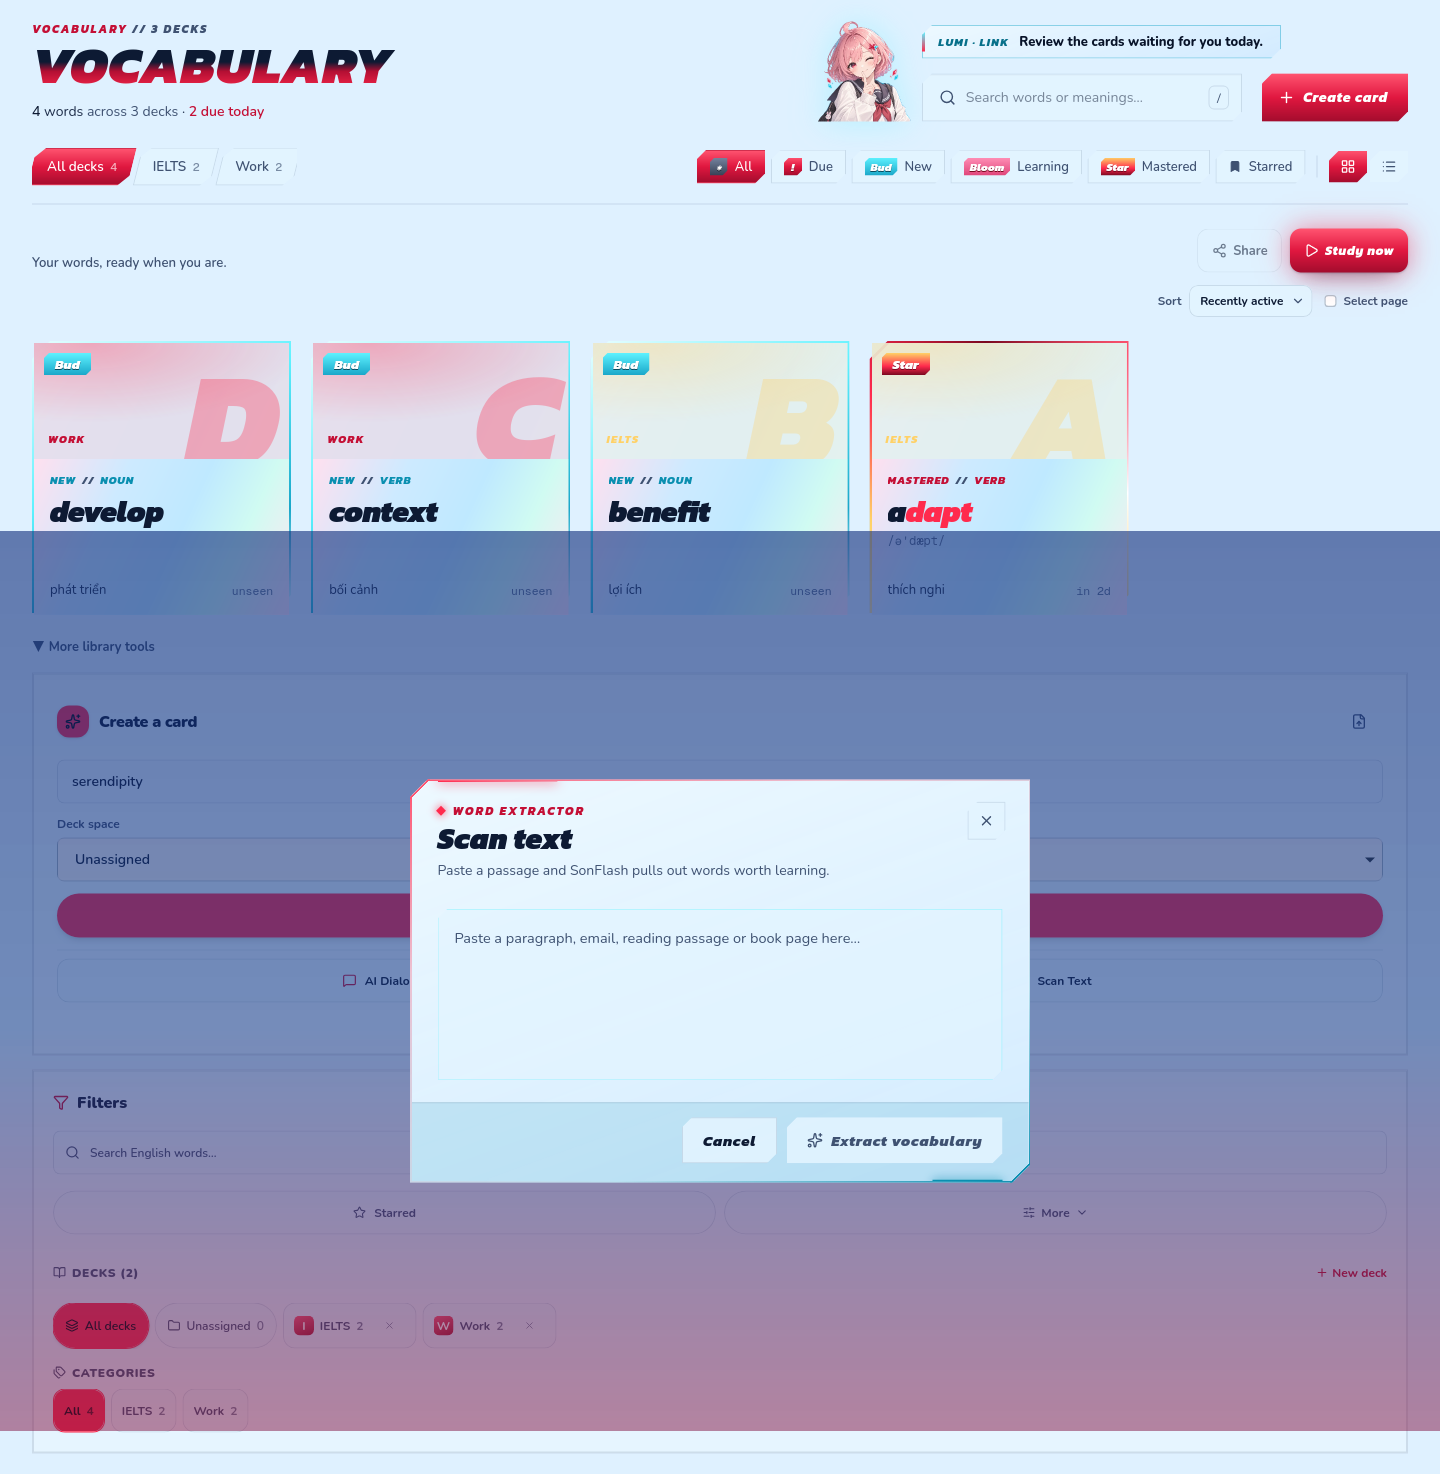 VOCABULARY // 3 DECKS
VOCABULARY
4 words across 3 decks · 2 due today
LUMI · LINK Review the cards waiting for you today.
Search words or meanings... /
Create card
All decks 4 IELTS 2 Work 2
All ! Due Bud New Bloom Learning Star Mastered Starred
Your words, ready when you are.
Share Study now
Sort Recently active Select page
Bud
D
WORK
NEW // NOUN
develop
phát triển unseen
Bud
C
WORK
NEW // VERB
context
bối cảnh unseen
Bud
B
IELTS
NEW // NOUN
benefit
lợi ích unseen
Star
A
IELTS
MASTERED // VERB
adapt
/əˈdæpt/
thích nghi in 2d
▼ More library tools
Create a card
serendipity
Deck space
Unassigned
AI Dialo
Scan Text
WORD EXTRACTOR
Scan text
Paste a passage and SonFlash pulls out words worth learning.
Paste a paragraph, email, reading passage or book page here...
Cancel Extract vocabulary
Filters
Search English words...
Starred More
DECKS (2) New deck
All decks Unassigned 0 I IELTS 2 W Work 2
CATEGORIES
All 4 IELTS 2 Work 2